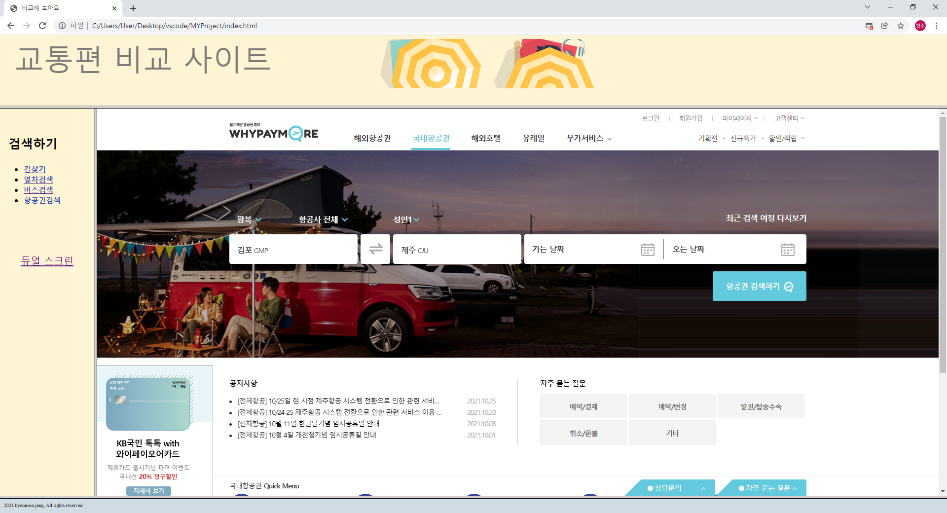 비교해 보아요
파일 | C:/Users/User/Desktop/vscode/MYProject/index.html
교통편 비교 사이트
검색하기
길찾기
열차검색
버스검색
항공권검색
듀얼 스크린
로그인 | 회원가입 | 마이페이지 | 고객센터
WHYPAYMORE
해외항공권 국내항공권 해외호텔 유레일 부가서비스
기획전 • 신규특가 • 할인/적립
왕복 항공사 전체 성인1
최근 검색 여정 다시보기
김포 GMP 제주 CJU 가는 날짜 오는 날짜
항공권 검색하기
WHYPAYMORE
KB국민 톡톡 with
와이페이모어카드
제휴카드 출시기념 파격 이벤트
국내선 20% 청구할인
자세히 보기
공지사항
[전체항공] 10/25일 현 시점 제주항공 시스템 전환으로 인한 관련 서비... 2021.10.25
[전체항공] 10/24-25 제주항공 시스템 전환으로 인한 관련 서비스 이용 ... 2021.10.20
[전체항공] 10월 11일 한글날기념 임시공휴일 안내 2021.10.08
[전체항공] 10월 4일 개천절기념 임시공휴일 안내 2021.10.01
자주 묻는 질문
예약/결제 예약/변경 발권/탑승수속
취소/환불 기타
국내항공권 Quick Menu
상담문의 자주 묻는 질문
2021 hyeonsoo jung, All rights reserved